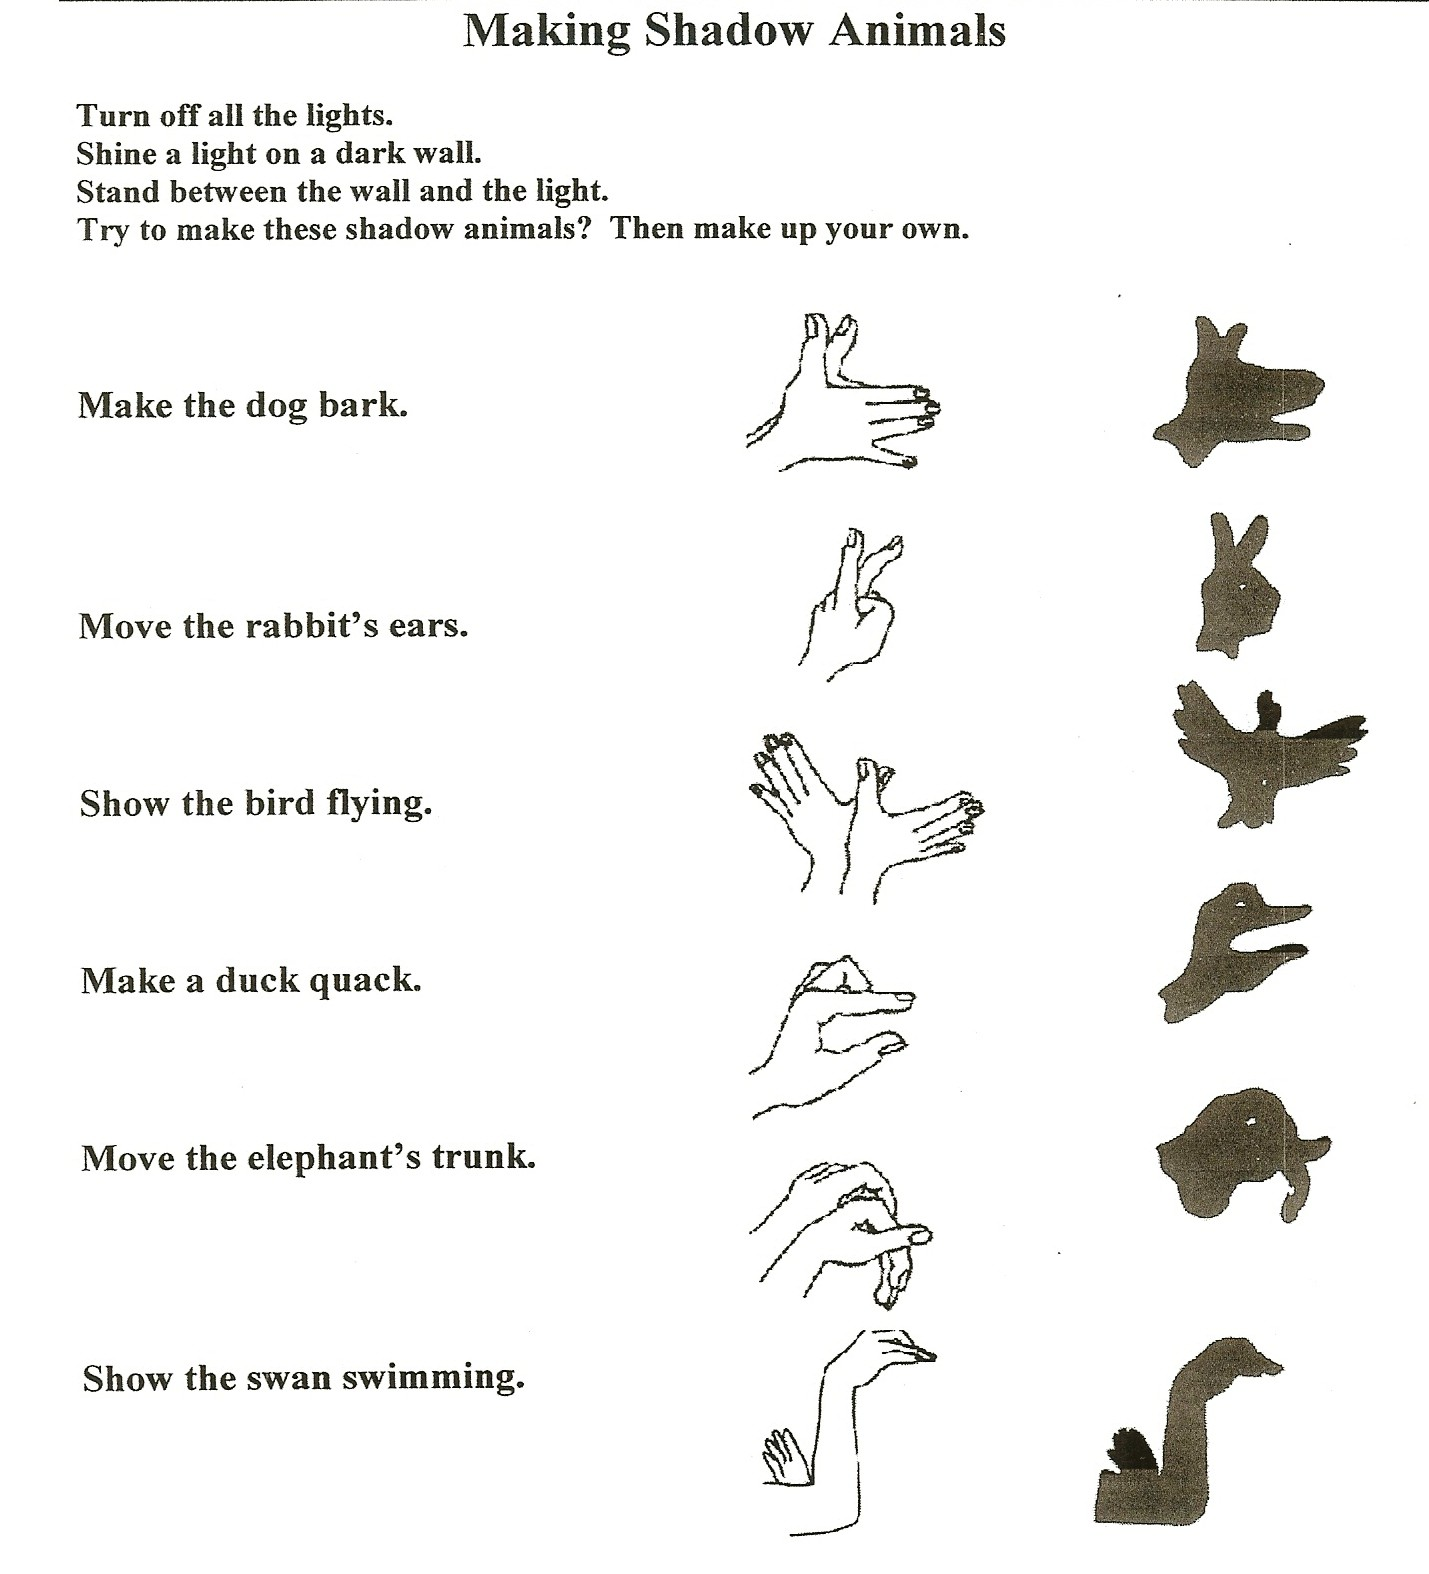 Making Shadow Animals
Turn off all the lights.
Shine a light on a dark wall.
Stand between the wall and the light.
Try to make these shadow animals?  Then make up your own.
Make the dog bark.
Move the rabbit's ears.
Show the bird flying.
Make a duck quack.
Move the elephant's trunk.
Show the swan swimming.